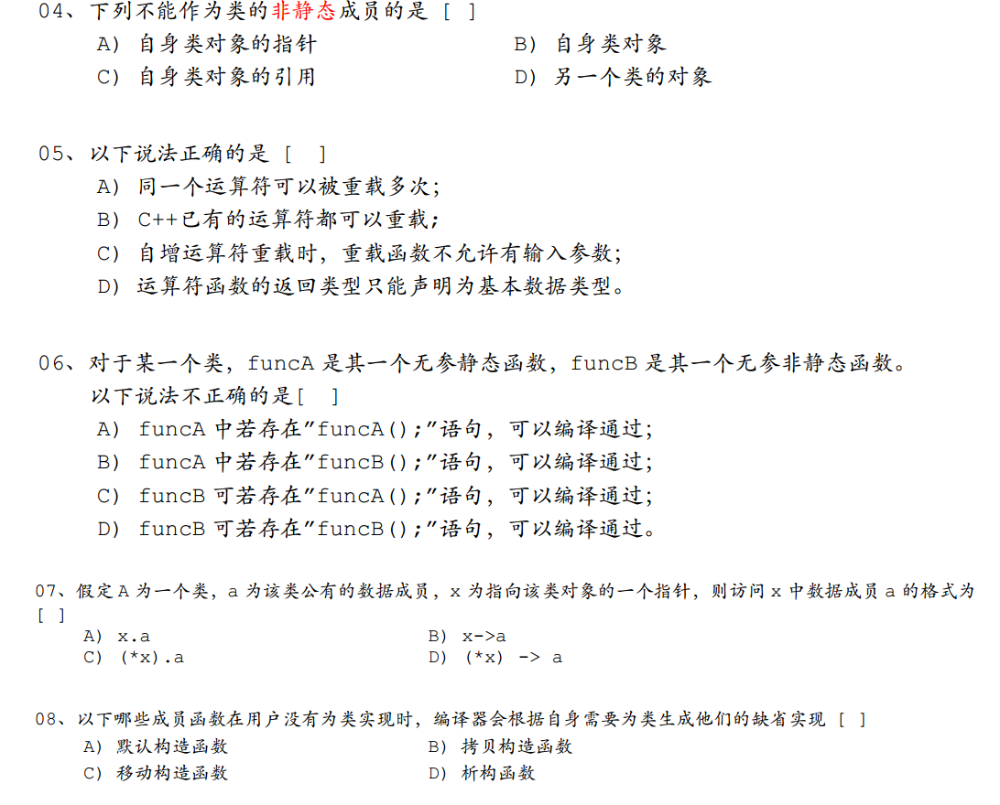 04、下列不能作为类的非静态成员的是 [ ]
A) 自身类对象的指针 B) 自身类对象
C) 自身类对象的引用 D) 另一个类的对象
05、以下说法正确的是 [ ]
A) 同一个运算符可以被重载多次；
B) C++已有的运算符都可以重载；
C) 自增运算符重载时，重载函数不允许有输入参数；
D) 运算符函数的返回类型只能声明为基本数据类型。
06、对于某一个类，funcA 是其一个无参静态函数，funcB 是其一个无参非静态函数。
以下说法不正确的是[ ]
A) funcA 中若存在”funcA();”语句，可以编译通过；
B) funcA 中若存在”funcB();”语句，可以编译通过；
C) funcB 可若存在”funcA();”语句，可以编译通过；
D) funcB 可若存在”funcB();”语句，可以编译通过。
07、假定 A 为一个类，a 为该类公有的数据成员，x 为指向该类对象的一个指针，则访问 x 中数据成员 a 的格式为
[ ]
A) x.a B) x->a
C) (*x).a D) (*x) -> a
08、以下哪些成员函数在用户没有为类实现时，编译器会根据自身需要为类生成他们的缺省实现 [ ]
A) 默认构造函数 B) 拷贝构造函数
C) 移动构造函数 D) 析构函数